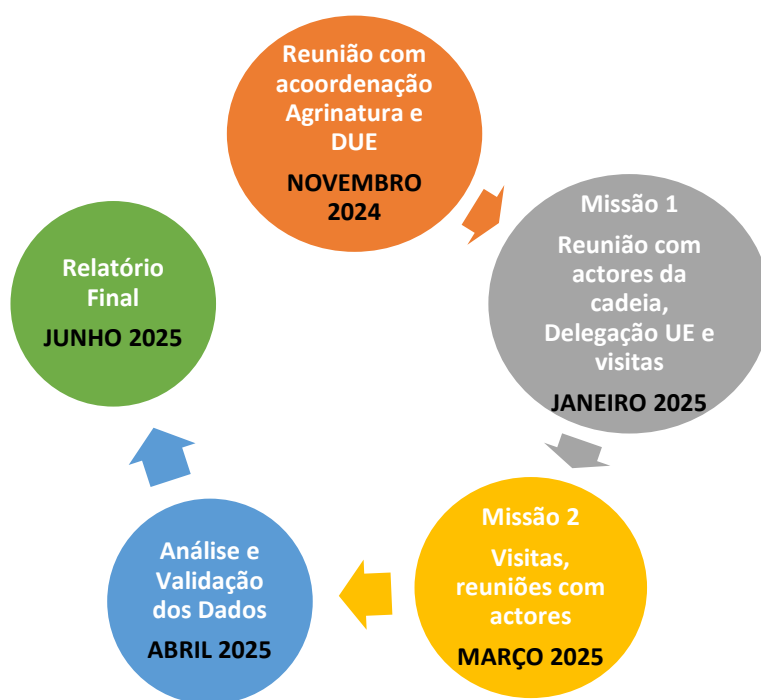 Reunião com
acoordenação
Agrinatura e
DUE
NOVEMBRO
2024
Missão 1
Reunião com
actores da
cadeia,
Delegação UE e
visitas
JANEIRO 2025
Missão 2
Visitas,
reuniões com
actores
MARÇO 2025
Análise e
Validação
dos Dados
ABRIL 2025
Relatório
Final
JUNHO 2025